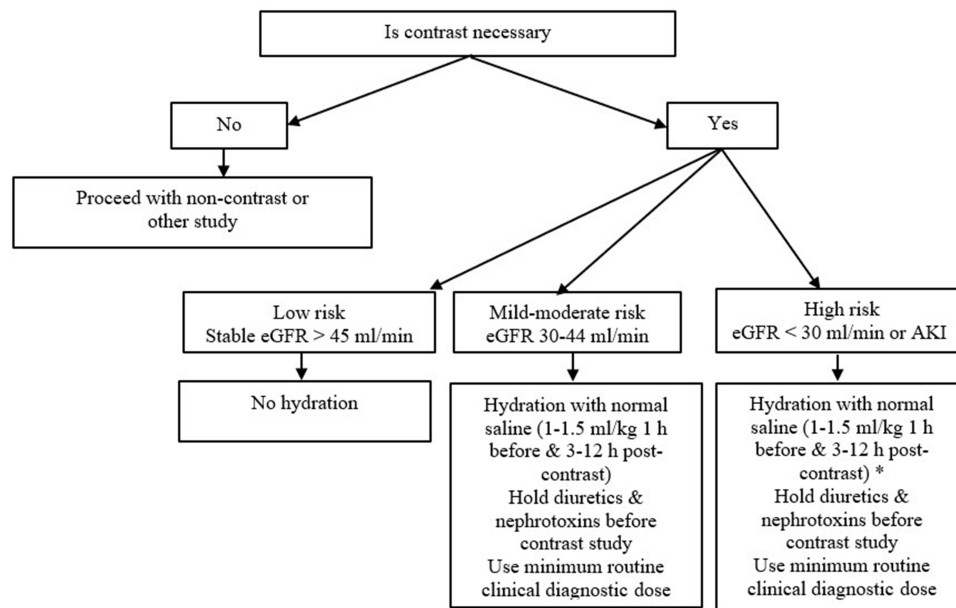 Is contrast necessary
No
Yes
Proceed with non-contrast or
other study
Low risk
Stable eGFR > 45 ml/min
Mild-moderate risk
eGFR 30-44 ml/min
High risk
eGFR < 30 ml/min or AKI
No hydration
Hydration with normal
saline (1-1.5 ml/kg 1 h
before & 3-12 h post-
contrast)
Hold diuretics &
nephrotoxins before
contrast study
Use minimum routine
clinical diagnostic dose
Hydration with normal
saline (1-1.5 ml/kg 1 h
before & 3-12 h post-
contrast) *
Hold diuretics &
nephrotoxins before
contrast study
Use minimum routine
clinical diagnostic dose